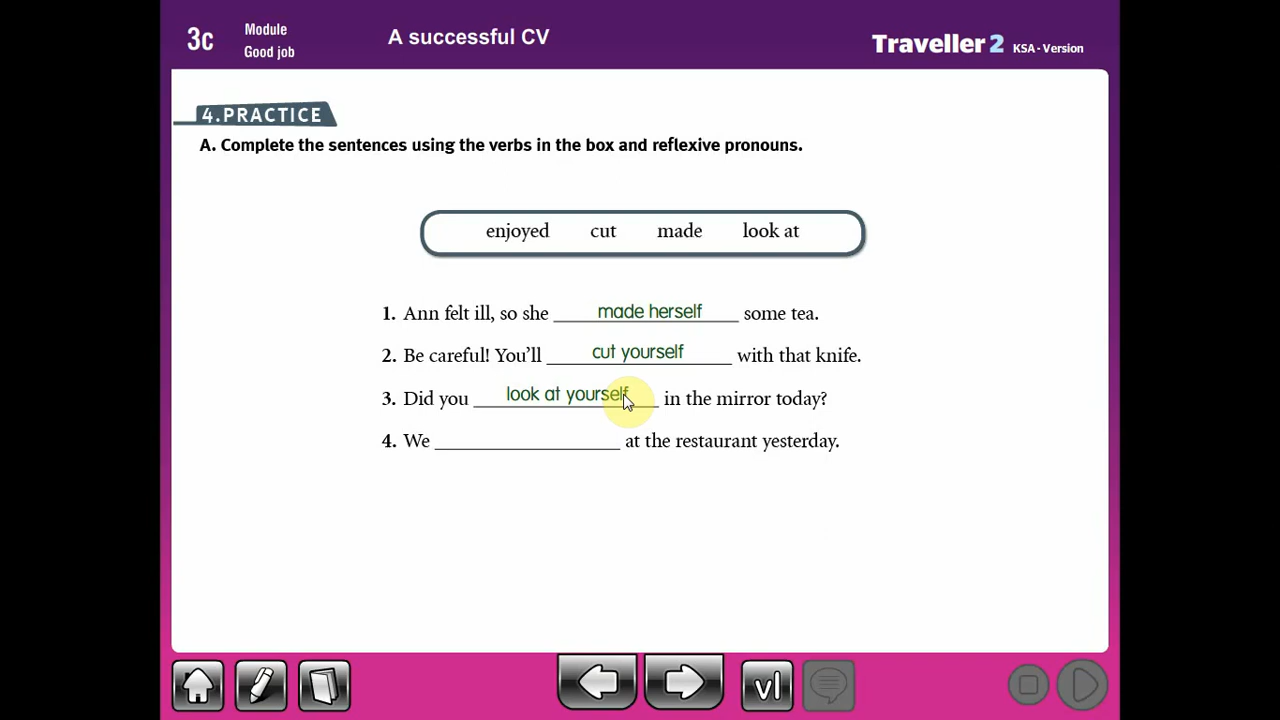 3c
Module
Good job
A successful CV
Traveller 2 KSA - Version
4.PRACTICE
A. Complete the sentences using the verbs in the box and reflexive pronouns.
enjoyed cut made look at
1. Ann felt ill, so she made herself some tea.
2. Be careful! You'll cut yourself with that knife.
3. Did you look at yourself in the mirror today?
4. We ____________ at the restaurant yesterday.
vl